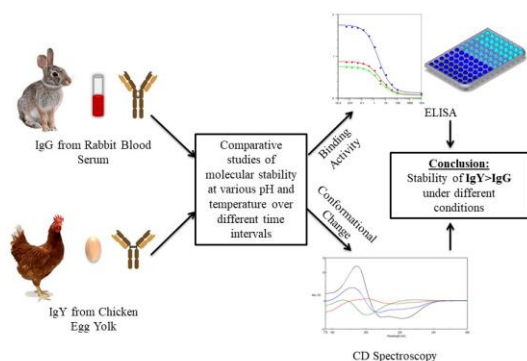 IgG from Rabbit Blood
Serum
IgY from Chicken
Egg Yolk
Comparative
studies of
molecular stability
at various pH and
temperature over
different time
intervals
Binding
Activity
Conformational
Change
ELISA
CD Spectroscopy
Conclusion:
Stability of IgY>IgG
under different
conditions